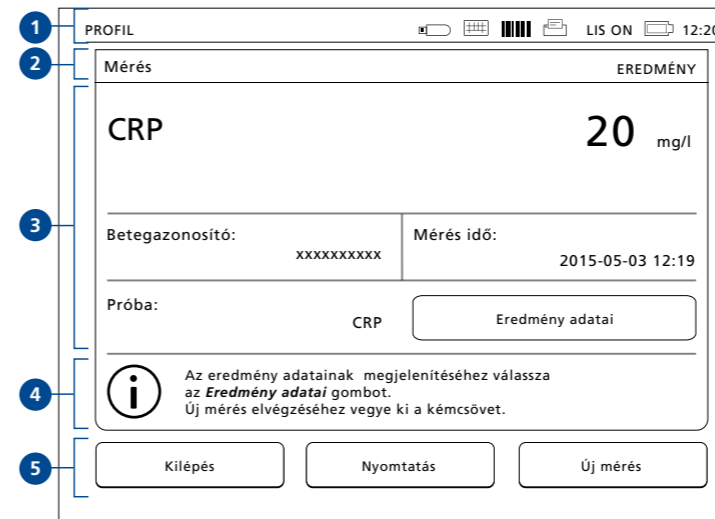 1 PROFIL LIS ON 12:20
2 Mérés EREDMÉNY
CRP 20 mg/l
3 Betegazonosító: Mérés idő:
xxxxxxxxxx 2015-05-03 12:19
Próba:
CRP Eredmény adatai
Az eredmény adatainak megjelenítéséhez válassza
4 i az Eredmény adatai gombot.
Új mérés elvégzéséhez vegye ki a kémcsövet.
5 Kilépés Nyomtatás Új mérés